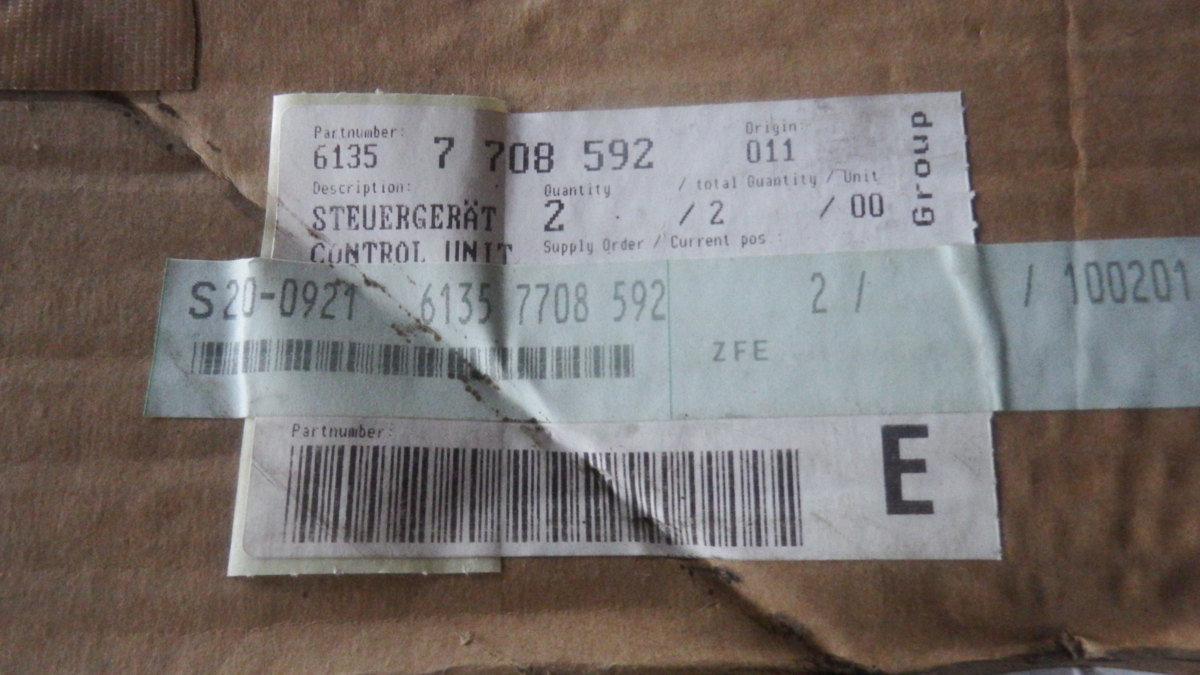 Partnumber: Origin
6135 7 708 592 011
Description: Quantity / total Quantity / Unit
STEUERGERÄT 2 / 2 / 00
CONTROL UNIT Supply Order / Current pos
Group
S20-0921 6135 7708 592 2 / / 100201
ZFE
Partnumber:
E